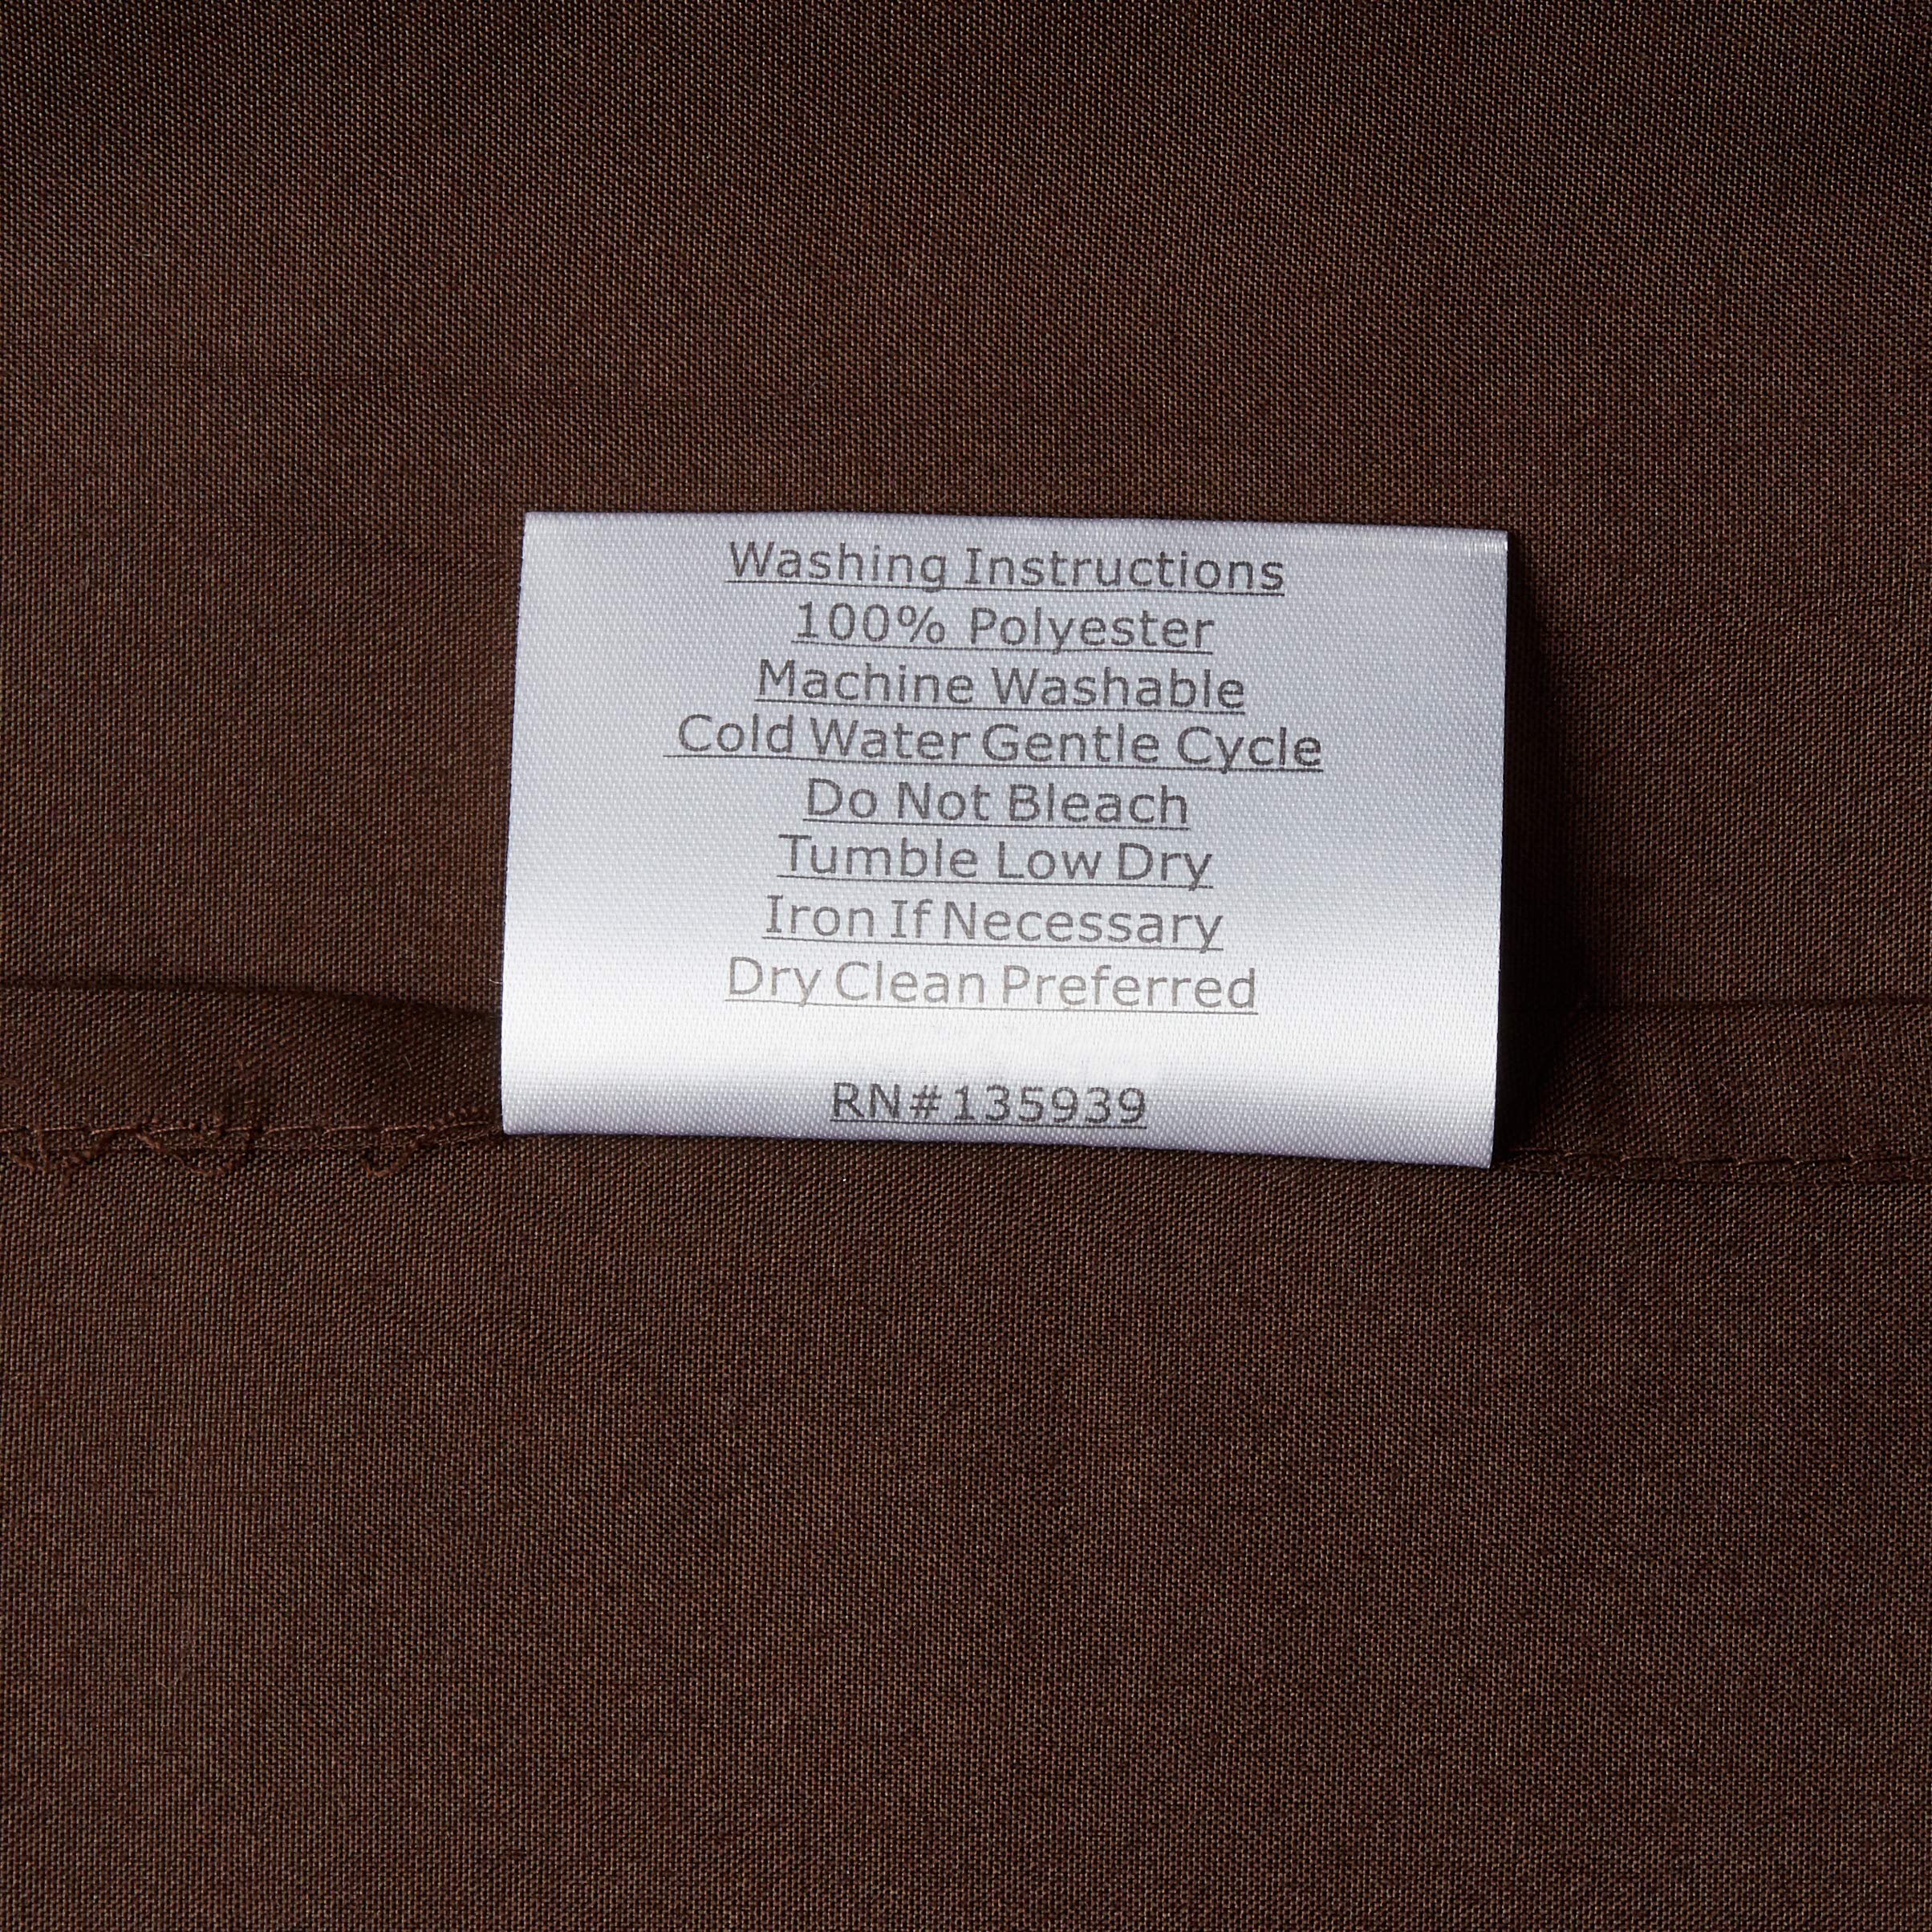 Washing Instructions
100% Polyester
Machine Washable
Cold Water Gentle Cycle
Do Not Bleach
Tumble Low Dry
Iron If Necessary
Dry Clean Preferred
RN#135939